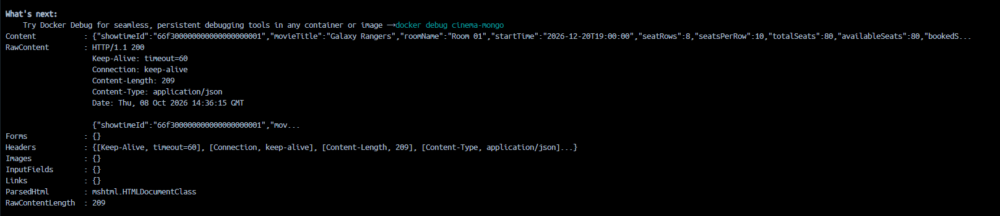 What's next:
    Try Docker Debug for seamless, persistent debugging tools in any container or image →docker debug cinema-mongo
Content           : {"showtimeId":"66f300000000000000000001","movieTitle":"Galaxy Rangers","roomName":"Room 01","startTime":"2026-12-20T19:00:00","seatRows":8,"seatsPerRow":10,"totalSeats":80,"availableSeats":80,"bookedS...
RawContent        : HTTP/1.1 200
                    Keep-Alive: timeout=60
                    Connection: keep-alive
                    Content-Length: 209
                    Content-Type: application/json
                    Date: Thu, 08 Oct 2026 14:36:15 GMT

                    {"showtimeId":"66f300000000000000000001","mov...
Forms             : {}
Headers           : {[Keep-Alive, timeout=60], [Connection, keep-alive], [Content-Length, 209], [Content-Type, application/json]...}
Images            : {}
InputFields       : {}
Links             : {}
ParsedHtml        : mshtml.HTMLDocumentClass
RawContentLength  : 209